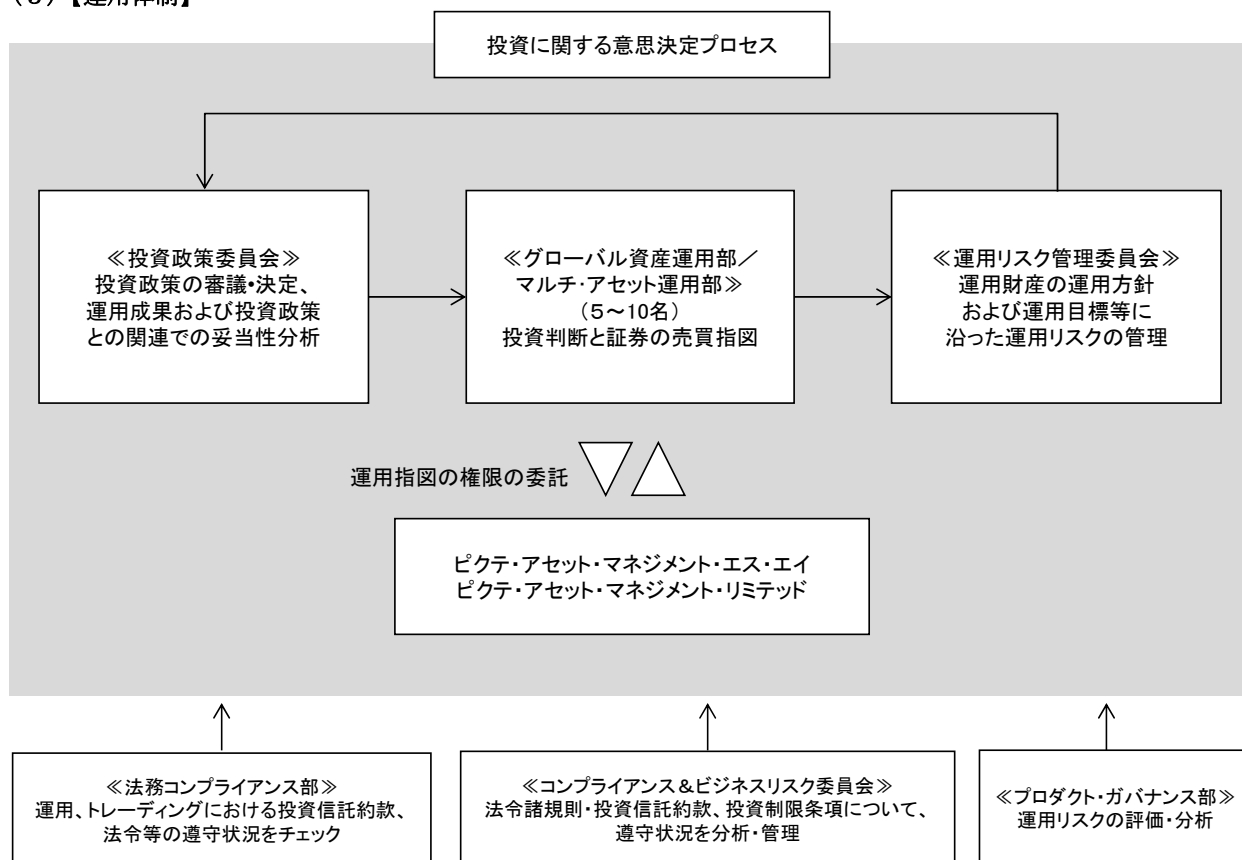 投資に関する意思決定プロセス
≪投資政策委員会≫
投資政策の審議・決定、
運用成果および投資政策
との関連での妥当性分析
≪グローバル資産運用部／
マルチ・アセット運用部≫
（５～10名）
投資判断と証券の売買指図
≪運用リスク管理委員会≫
運用財産の運用方針
および運用目標等に
沿った運用リスクの管理
運用指図の権限の委託
ピクテ・アセット・マネジメント・エス・エイ
ピクテ・アセット・マネジメント・リミテッド
≪法務コンプライアンス部≫
運用、トレーディングにおける投資信託約款、
法令等の遵守状況をチェック
≪コンプライアンス＆ビジネスリスク委員会≫
法令諸規則・投資信託約款、投資制限条項について、
遵守状況を分析・管理
≪プロダクト・ガバナンス部≫
運用リスクの評価・分析